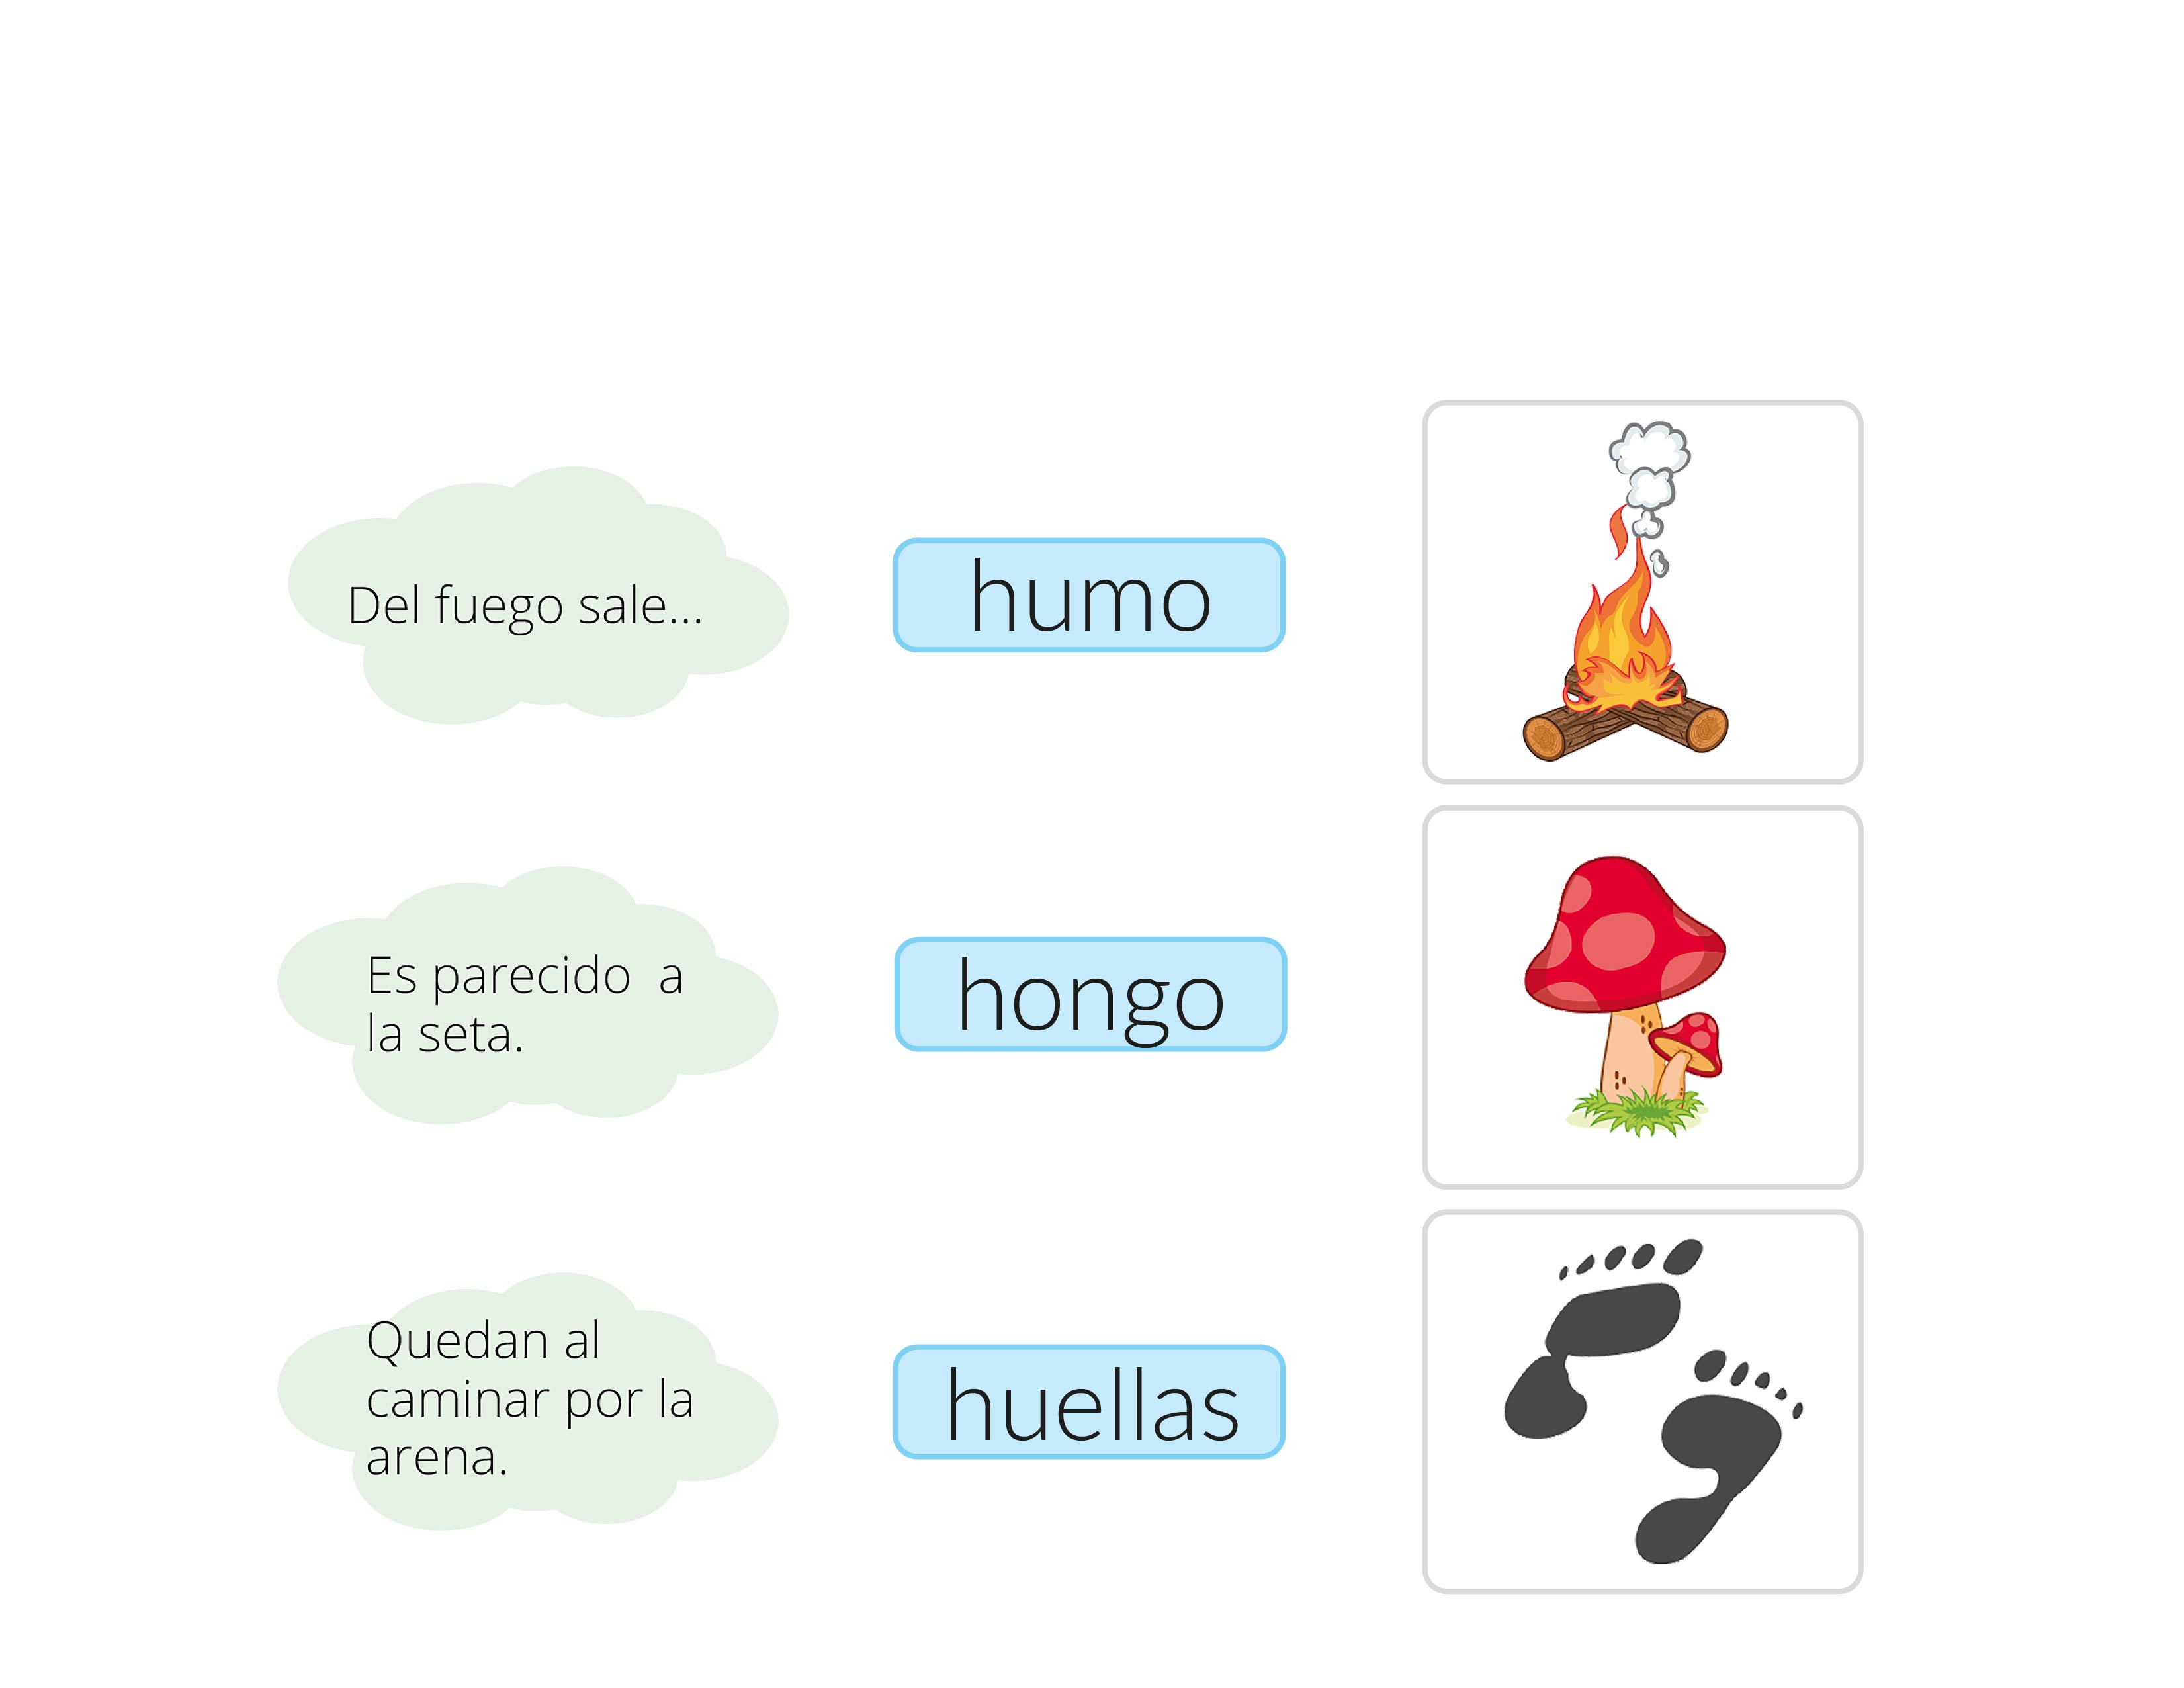 Del fuego sale...
humo
Es parecido a
la seta.
hongo
Quedan al
caminar por la
arena.
huellas